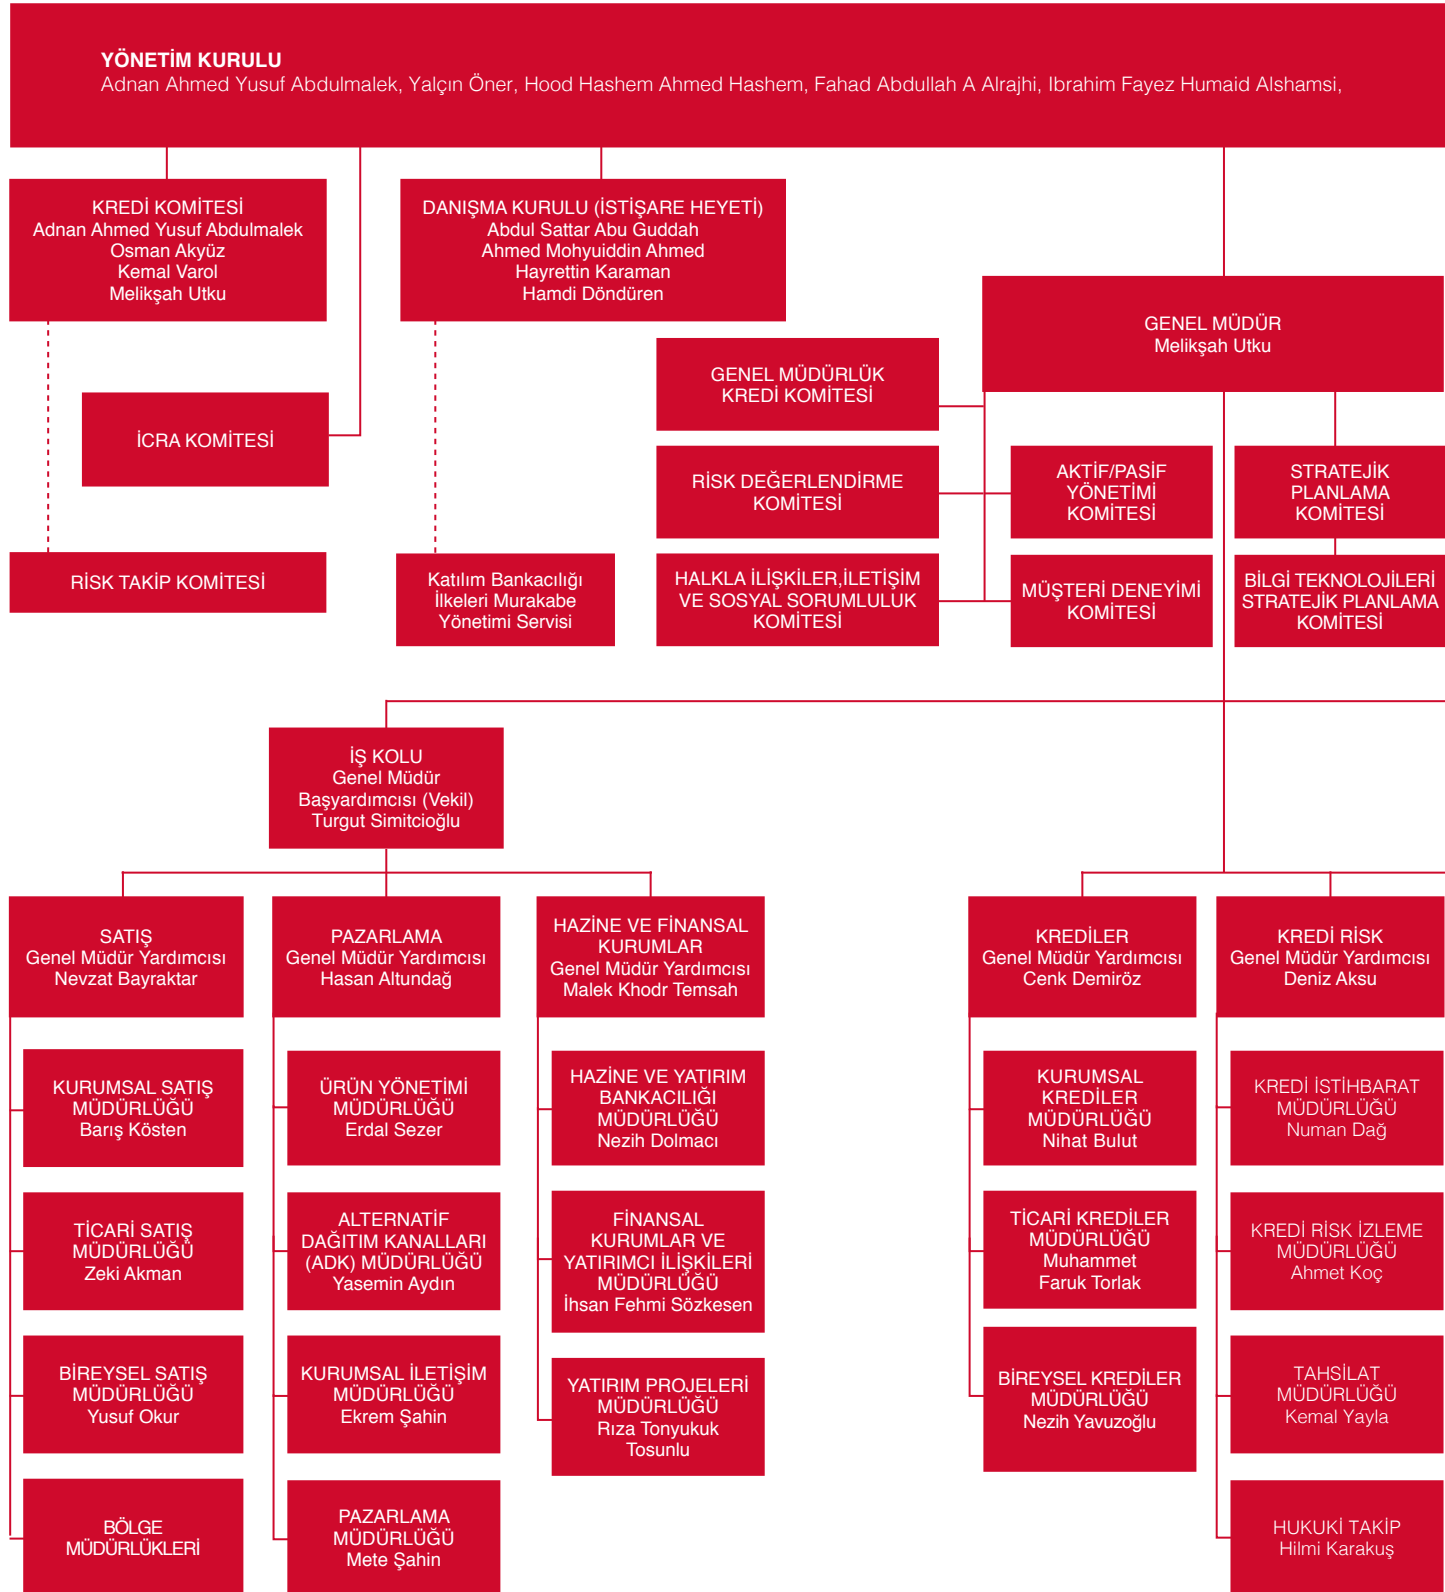 YÖNETİM KURULU
Adnan Ahmed Yusuf Abdulmalek, Yalçın Öner, Hood Hashem Ahmed Hashem, Fahad Abdullah A Alrajhi, Ibrahim Fayez Humaid Alshamsi,
KREDİ KOMİTESİ
Adnan Ahmed Yusuf Abdulmalek
Osman Akyüz
Kemal Varol
Melikşah Utku
DANIŞMA KURULU (İSTİŞARE HEYETİ)
Abdul Sattar Abu Guddah
Ahmed Mohyuiddin Ahmed
Hayrettin Karaman
Hamdi Döndüren
GENEL MÜDÜR
Melikşah Utku
GENEL MÜDÜRLÜK
KREDİ KOMİTESİ
İCRA KOMİTESİ
RİSK DEĞERLENDİRME
KOMİTESİ
AKTİF/PASİF
YÖNETİMİ
KOMİTESİ
STRATEJİK
PLANLAMA
KOMİTESİ
RİSK TAKİP KOMİTESİ
Katılım Bankacılığı
İlkeleri Murakabe
Yönetimi Servisi
HALKLA İLİŞKİLER,İLETİŞİM
VE SOSYAL SORUMLULUK
KOMİTESİ
MÜŞTERİ DENEYİMİ
KOMİTESİ
BİLGİ TEKNOLOJİLERİ
STRATEJİK PLANLAMA
KOMİTESİ
İŞ KOLU
Genel Müdür
Başyardımcısı (Vekil)
Turgut Simitcioğlu
SATIŞ
Genel Müdür Yardımcısı
Nevzat Bayraktar
PAZARLAMA
Genel Müdür Yardımcısı
Hasan Altundağ
HAZİNE VE FİNANSAL
KURUMLAR
Genel Müdür Yardımcısı
Malek Khodr Temsah
KREDİLER
Genel Müdür Yardımcısı
Cenk Demiröz
KREDİ RİSK
Genel Müdür Yardımcısı
Deniz Aksu
KURUMSAL SATIŞ
MÜDÜRLÜĞÜ
Barış Kösten
ÜRÜN YÖNETİMİ
MÜDÜRLÜĞÜ
Erdal Sezer
HAZİNE VE YATIRIM
BANKACILIĞI
MÜDÜRLÜĞÜ
Nezih Dolmacı
KURUMSAL
KREDİLER
MÜDÜRLÜĞÜ
Nihat Bulut
KREDİ İSTİHBARAT
MÜDÜRLÜĞÜ
Numan Dağ
TİCARİ SATIŞ
MÜDÜRLÜĞÜ
Zeki Akman
ALTERNATİF
DAĞITIM KANALLARI
(ADK) MÜDÜRLÜĞÜ
Yasemin Aydın
FİNANSAL
KURUMLAR VE
YATIRIMCI İLİŞKİLERİ
MÜDÜRLÜĞÜ
İhsan Fehmi Sözkesen
TİCARİ KREDİLER
MÜDÜRLÜĞÜ
Muhammet
Faruk Torlak
KREDİ RİSK İZLEME
MÜDÜRLÜĞÜ
Ahmet Koç
BİREYSEL SATIŞ
MÜDÜRLÜĞÜ
Yusuf Okur
KURUMSAL İLETİŞİM
MÜDÜRLÜĞÜ
Ekrem Şahin
YATIRIM PROJELERİ
MÜDÜRLÜĞÜ
Rıza Tonyukuk
Tosunlu
BİREYSEL KREDİLER
MÜDÜRLÜĞÜ
Nezih Yavuzoğlu
TAHSİLAT
MÜDÜRLÜĞÜ
Kemal Yayla
BÖLGE
MÜDÜRLÜKLERİ
PAZARLAMA
MÜDÜRLÜĞÜ
Mete Şahin
HUKUKİ TAKİP
Hilmi Karakuş